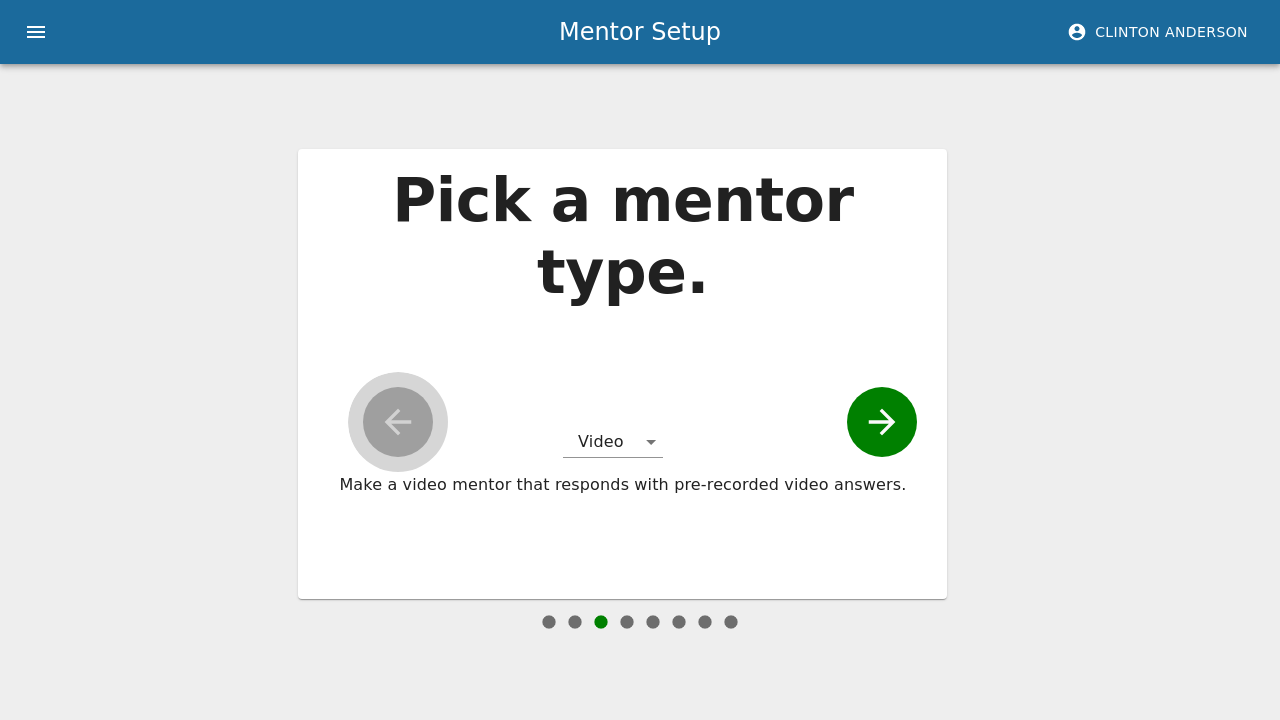 Mentor Setup
CLINTON ANDERSON
Pick a mentor
type.
Video
Make a video mentor that responds with pre-recorded video answers.